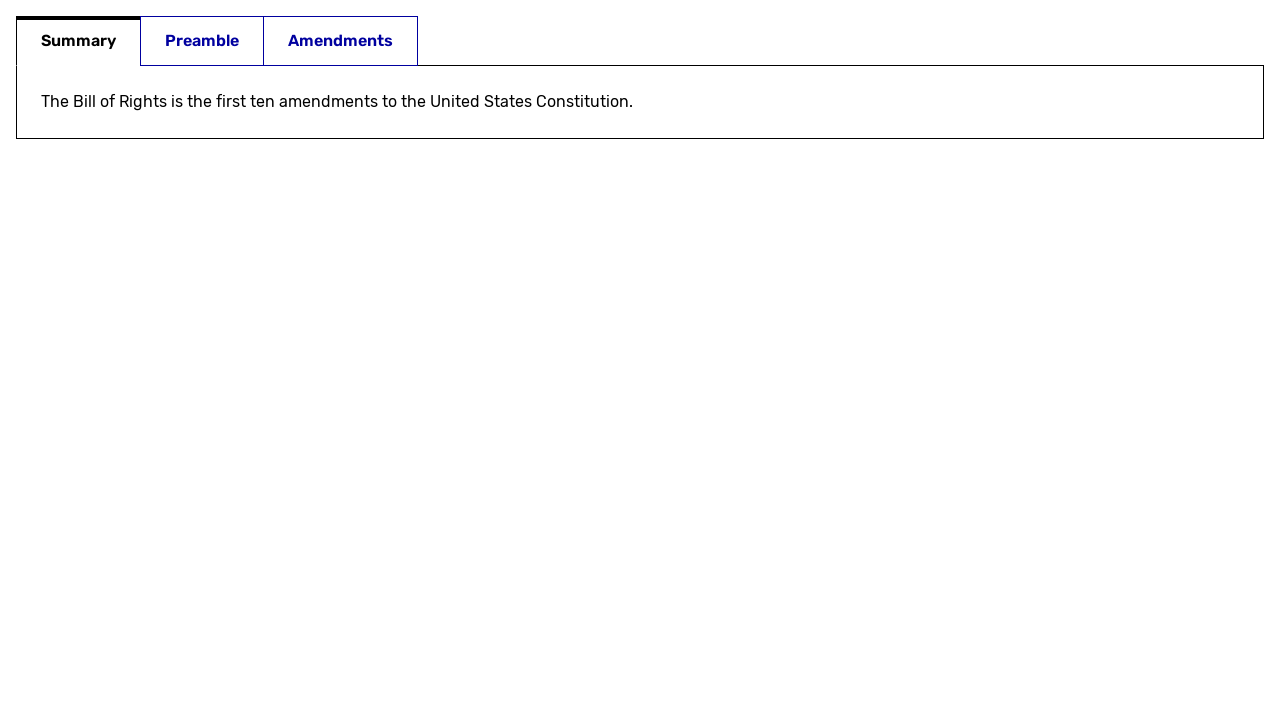 Summary Preamble Amendments
The Bill of Rights is the first ten amendments to the United States Constitution.